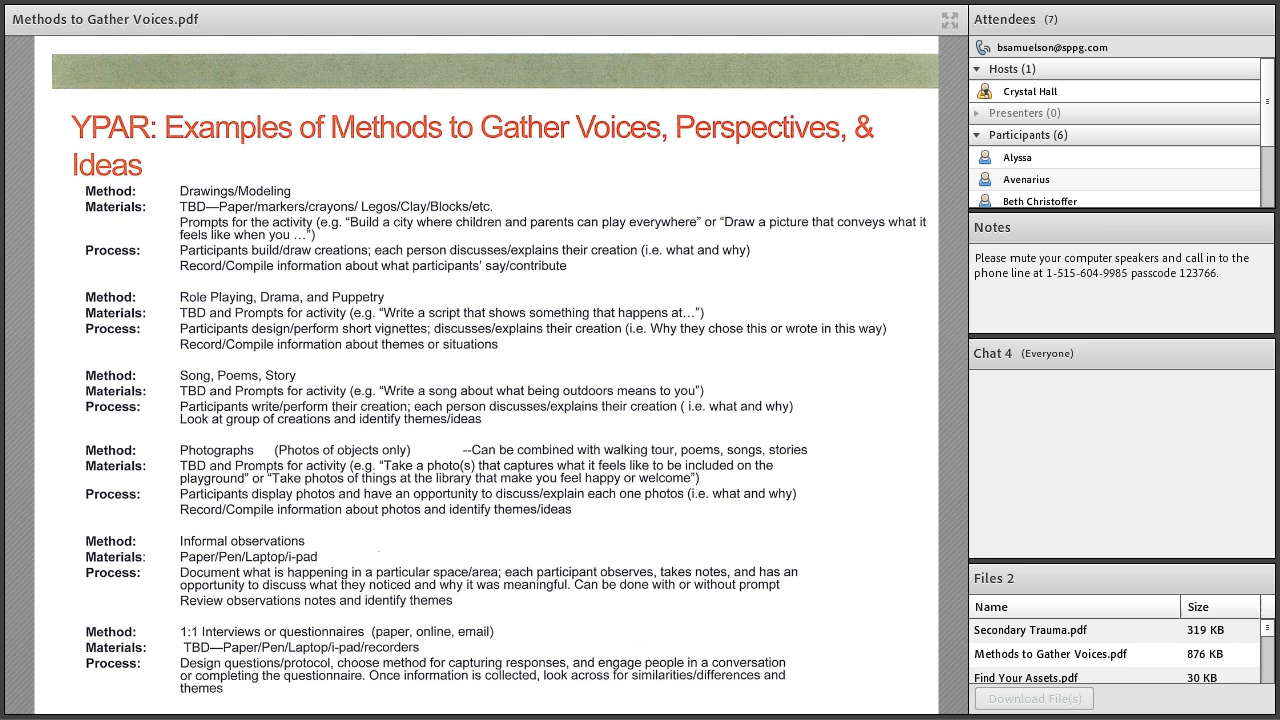 Methods to Gather Voices.pdf
YPAR: Examples of Methods to Gather Voices, Perspectives, &
Ideas
Method: Drawings/Modeling
Materials: TBD—Paper/markers/crayons/ Legos/Clay/Blocks/etc.
Prompts for the activity (e.g. “Build a city where children and parents can play everywhere” or “Draw a picture that conveys what it
feels like when you …”)
Process: Participants build/draw creations; each person discusses/explains their creation (i.e. what and why)
Record/Compile information about what participants’ say/contribute
Method: Role Playing, Drama, and Puppetry
Materials: TBD and Prompts for activity (e.g. “Write a script that shows something that happens at…”)
Process: Participants design/perform short vignettes; discusses/explains their creation (i.e. Why they chose this or wrote in this way)
Record/Compile information about themes or situations
Method: Song, Poems, Story
Materials: TBD and Prompts for activity (e.g. “Write a song about what being outdoors means to you”)
Process: Participants write/perform their creation; each person discusses/explains their creation ( i.e. what and why)
Look at group of creations and identify themes/ideas
Method: Photographs (Photos of objects only) --Can be combined with walking tour, poems, songs, stories
Materials: TBD and Prompts for activity (e.g. “Take a photo(s) that captures what it feels like to be included on the
playground” or “Take photos of things at the library that make you feel happy or welcome”)
Process: Participants display photos and have an opportunity to discuss/explain each one photos (i.e. what and why)
Record/Compile information about photos and identify themes/ideas
Method: Informal observations
Materials: Paper/Pen/Laptop/i-pad
Process: Document what is happening in a particular space/area; each participant observes, takes notes, and has an
opportunity to discuss what they noticed and why it was meaningful. Can be done with or without prompt
Review observations notes and identify themes
Method: 1:1 Interviews or questionnaires (paper, online, email)
Materials: TBD—Paper/Pen/Laptop/i-pad/recorders
Process: Design questions/protocol, choose method for capturing responses, and engage people in a conversation
or completing the questionnaire. Once information is collected, look across for similarities/differences and
themes
Attendees (7)
bsamuelson@sppg.com
Hosts (1)
Crystal Hall
Presenters (0)
Participants (6)
Alyssa
Avenarius
Beth Christoffer
Notes
Please mute your computer speakers and call in to the
phone line at 1-515-604-9985 passcode 123766.
Chat 4 (Everyone)
Files 2
Name Size
Secondary Trauma.pdf 319 KB
Methods to Gather Voices.pdf 876 KB
Find Your Assets.pdf 30 KB
Download File(s)